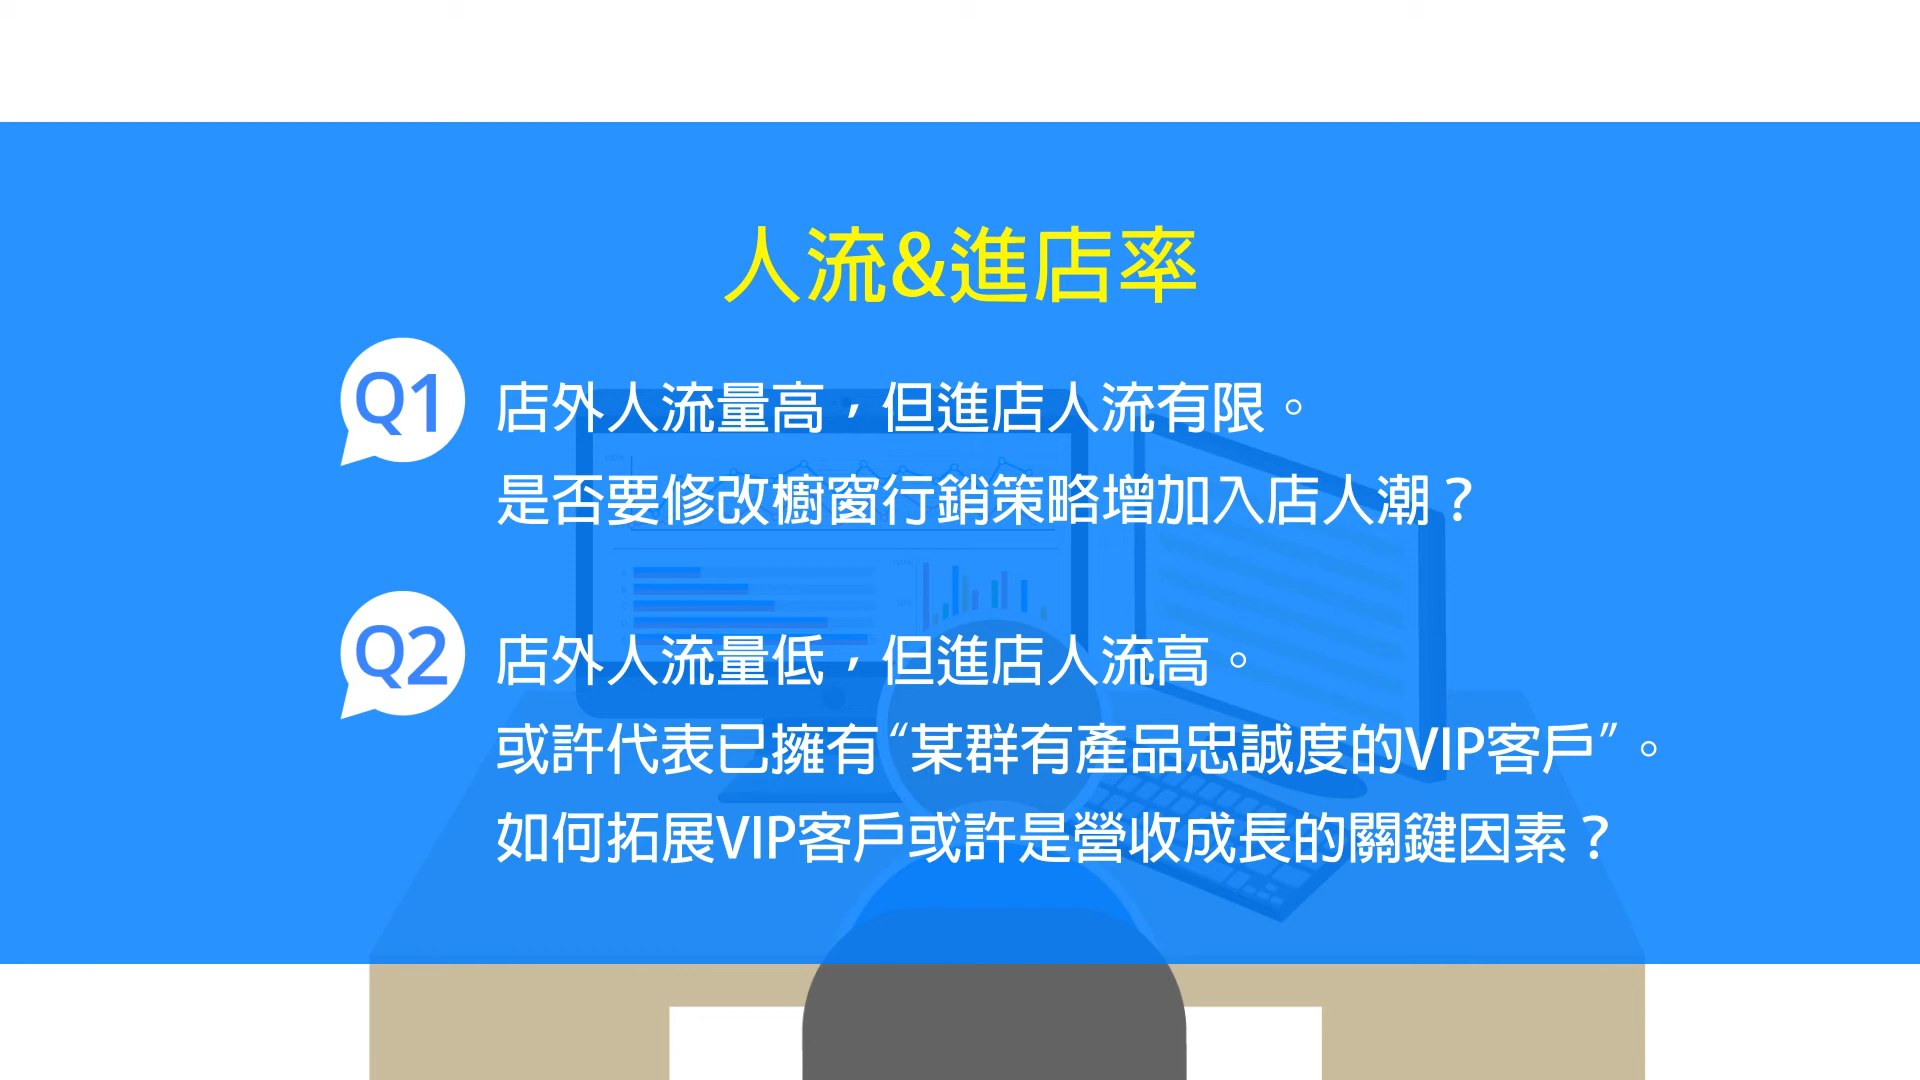 人流&進店率
Q1
店外人流量高，但進店人流有限。
是否要修改櫥窗行銷策略增加入店人潮？
Q2
店外人流量低，但進店人流高。
或許代表已擁有“某群有產品忠誠度的VIP客戶”。
如何拓展VIP客戶或許是營收成長的關鍵因素？